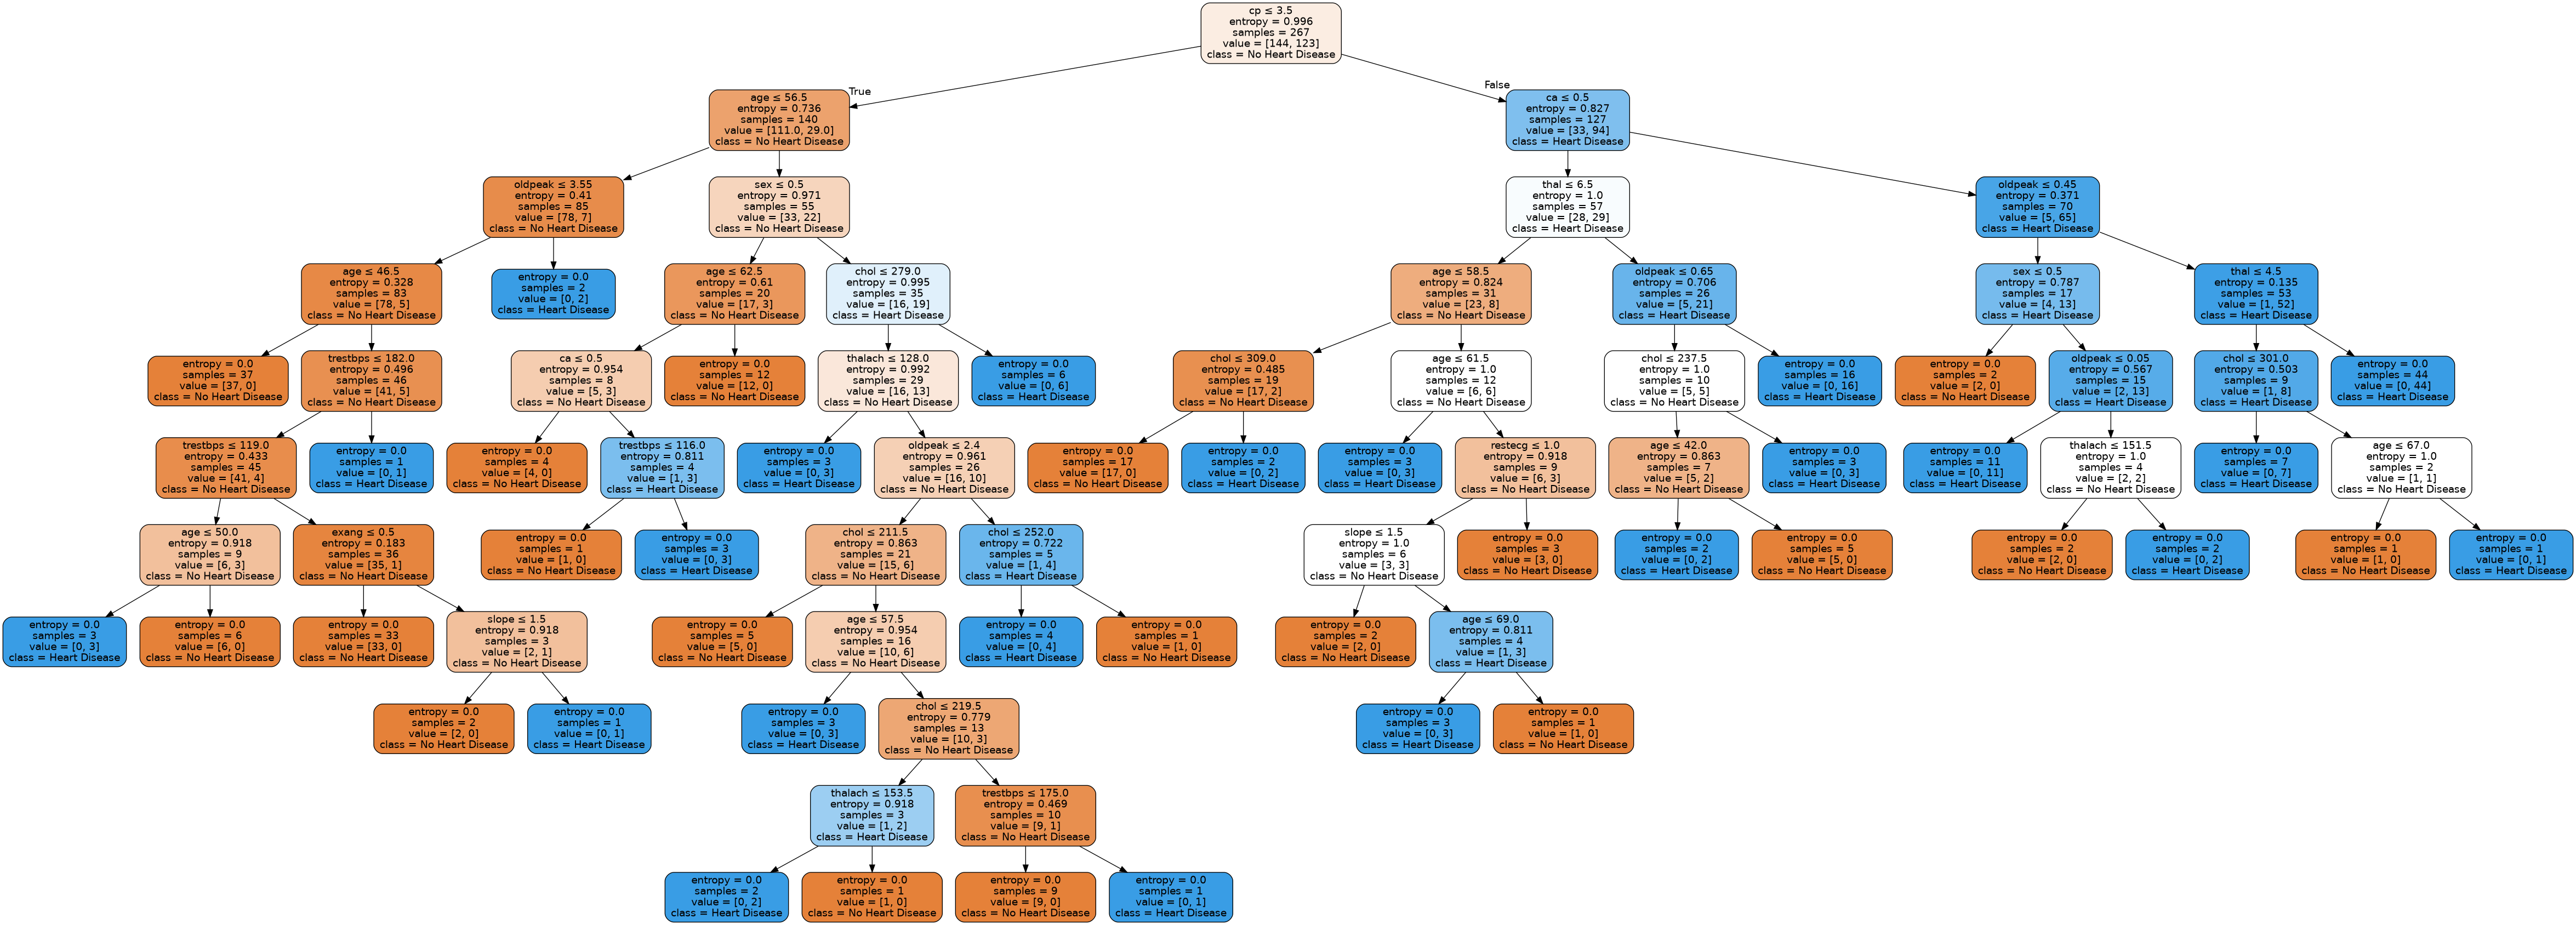 cp ≤ 3.5
entropy = 0.996
samples = 267
value = [144, 123]
class = No Heart Disease
True
False
age ≤ 56.5
entropy = 0.736
samples = 140
value = [111.0, 29.0]
class = No Heart Disease
ca ≤ 0.5
entropy = 0.827
samples = 127
value = [33, 94]
class = Heart Disease
oldpeak ≤ 3.55
entropy = 0.41
samples = 85
value = [78, 7]
class = No Heart Disease
sex ≤ 0.5
entropy = 0.971
samples = 55
value = [33, 22]
class = No Heart Disease
thal ≤ 6.5
entropy = 1.0
samples = 57
value = [28, 29]
class = Heart Disease
oldpeak ≤ 0.45
entropy = 0.371
samples = 70
value = [5, 65]
class = Heart Disease
age ≤ 46.5
entropy = 0.328
samples = 83
value = [78, 5]
class = No Heart Disease
entropy = 0.0
samples = 2
value = [0, 2]
class = Heart Disease
age ≤ 62.5
entropy = 0.61
samples = 20
value = [17, 3]
class = No Heart Disease
chol ≤ 279.0
entropy = 0.995
samples = 35
value = [16, 19]
class = Heart Disease
age ≤ 58.5
entropy = 0.824
samples = 31
value = [23, 8]
class = No Heart Disease
oldpeak ≤ 0.65
entropy = 0.706
samples = 26
value = [5, 21]
class = Heart Disease
sex ≤ 0.5
entropy = 0.787
samples = 17
value = [4, 13]
class = Heart Disease
thal ≤ 4.5
entropy = 0.135
samples = 53
value = [1, 52]
class = Heart Disease
entropy = 0.0
samples = 37
value = [37, 0]
class = No Heart Disease
trestbps ≤ 182.0
entropy = 0.496
samples = 46
value = [41, 5]
class = No Heart Disease
ca ≤ 0.5
entropy = 0.954
samples = 8
value = [5, 3]
class = No Heart Disease
entropy = 0.0
samples = 12
value = [12, 0]
class = No Heart Disease
thalach ≤ 128.0
entropy = 0.992
samples = 29
value = [16, 13]
class = No Heart Disease
entropy = 0.0
samples = 6
value = [0, 6]
class = Heart Disease
chol ≤ 309.0
entropy = 0.485
samples = 19
value = [17, 2]
class = No Heart Disease
age ≤ 61.5
entropy = 1.0
samples = 12
value = [6, 6]
class = No Heart Disease
chol ≤ 237.5
entropy = 1.0
samples = 10
value = [5, 5]
class = No Heart Disease
entropy = 0.0
samples = 16
value = [0, 16]
class = Heart Disease
entropy = 0.0
samples = 2
value = [2, 0]
class = No Heart Disease
oldpeak ≤ 0.05
entropy = 0.567
samples = 15
value = [2, 13]
class = Heart Disease
chol ≤ 301.0
entropy = 0.503
samples = 9
value = [1, 8]
class = Heart Disease
entropy = 0.0
samples = 44
value = [0, 44]
class = Heart Disease
trestbps ≤ 119.0
entropy = 0.433
samples = 45
value = [41, 4]
class = No Heart Disease
entropy = 0.0
samples = 1
value = [0, 1]
class = Heart Disease
entropy = 0.0
samples = 4
value = [4, 0]
class = No Heart Disease
trestbps ≤ 116.0
entropy = 0.811
samples = 4
value = [1, 3]
class = Heart Disease
entropy = 0.0
samples = 3
value = [0, 3]
class = Heart Disease
oldpeak ≤ 2.4
entropy = 0.961
samples = 26
value = [16, 10]
class = No Heart Disease
entropy = 0.0
samples = 17
value = [17, 0]
class = No Heart Disease
entropy = 0.0
samples = 2
value = [0, 2]
class = Heart Disease
entropy = 0.0
samples = 3
value = [0, 3]
class = Heart Disease
restecg ≤ 1.0
entropy = 0.918
samples = 9
value = [6, 3]
class = No Heart Disease
age ≤ 42.0
entropy = 0.863
samples = 7
value = [5, 2]
class = No Heart Disease
entropy = 0.0
samples = 3
value = [0, 3]
class = Heart Disease
entropy = 0.0
samples = 11
value = [0, 11]
class = Heart Disease
thalach ≤ 151.5
entropy = 1.0
samples = 4
value = [2, 2]
class = No Heart Disease
entropy = 0.0
samples = 7
value = [0, 7]
class = Heart Disease
age ≤ 67.0
entropy = 1.0
samples = 2
value = [1, 1]
class = No Heart Disease
age ≤ 50.0
entropy = 0.918
samples = 9
value = [6, 3]
class = No Heart Disease
exang ≤ 0.5
entropy = 0.183
samples = 36
value = [35, 1]
class = No Heart Disease
entropy = 0.0
samples = 1
value = [1, 0]
class = No Heart Disease
entropy = 0.0
samples = 3
value = [0, 3]
class = Heart Disease
chol ≤ 211.5
entropy = 0.863
samples = 21
value = [15, 6]
class = No Heart Disease
chol ≤ 252.0
entropy = 0.722
samples = 5
value = [1, 4]
class = Heart Disease
slope ≤ 1.5
entropy = 1.0
samples = 6
value = [3, 3]
class = No Heart Disease
entropy = 0.0
samples = 3
value = [3, 0]
class = No Heart Disease
entropy = 0.0
samples = 2
value = [0, 2]
class = Heart Disease
entropy = 0.0
samples = 5
value = [5, 0]
class = No Heart Disease
entropy = 0.0
samples = 2
value = [2, 0]
class = No Heart Disease
entropy = 0.0
samples = 2
value = [0, 2]
class = Heart Disease
entropy = 0.0
samples = 1
value = [1, 0]
class = No Heart Disease
entropy = 0.0
samples = 1
value = [0, 1]
class = Heart Disease
entropy = 0.0
samples = 3
value = [0, 3]
class = Heart Disease
entropy = 0.0
samples = 6
value = [6, 0]
class = No Heart Disease
entropy = 0.0
samples = 33
value = [33, 0]
class = No Heart Disease
slope ≤ 1.5
entropy = 0.918
samples = 3
value = [2, 1]
class = No Heart Disease
entropy = 0.0
samples = 5
value = [5, 0]
class = No Heart Disease
age ≤ 57.5
entropy = 0.954
samples = 16
value = [10, 6]
class = No Heart Disease
entropy = 0.0
samples = 4
value = [0, 4]
class = Heart Disease
entropy = 0.0
samples = 1
value = [1, 0]
class = No Heart Disease
entropy = 0.0
samples = 2
value = [2, 0]
class = No Heart Disease
age ≤ 69.0
entropy = 0.811
samples = 4
value = [1, 3]
class = Heart Disease
entropy = 0.0
samples = 2
value = [2, 0]
class = No Heart Disease
entropy = 0.0
samples = 1
value = [0, 1]
class = Heart Disease
entropy = 0.0
samples = 3
value = [0, 3]
class = Heart Disease
chol ≤ 219.5
entropy = 0.779
samples = 13
value = [10, 3]
class = No Heart Disease
entropy = 0.0
samples = 3
value = [0, 3]
class = Heart Disease
entropy = 0.0
samples = 1
value = [1, 0]
class = No Heart Disease
thalach ≤ 153.5
entropy = 0.918
samples = 3
value = [1, 2]
class = Heart Disease
trestbps ≤ 175.0
entropy = 0.469
samples = 10
value = [9, 1]
class = No Heart Disease
entropy = 0.0
samples = 2
value = [0, 2]
class = Heart Disease
entropy = 0.0
samples = 1
value = [1, 0]
class = No Heart Disease
entropy = 0.0
samples = 9
value = [9, 0]
class = No Heart Disease
entropy = 0.0
samples = 1
value = [0, 1]
class = Heart Disease